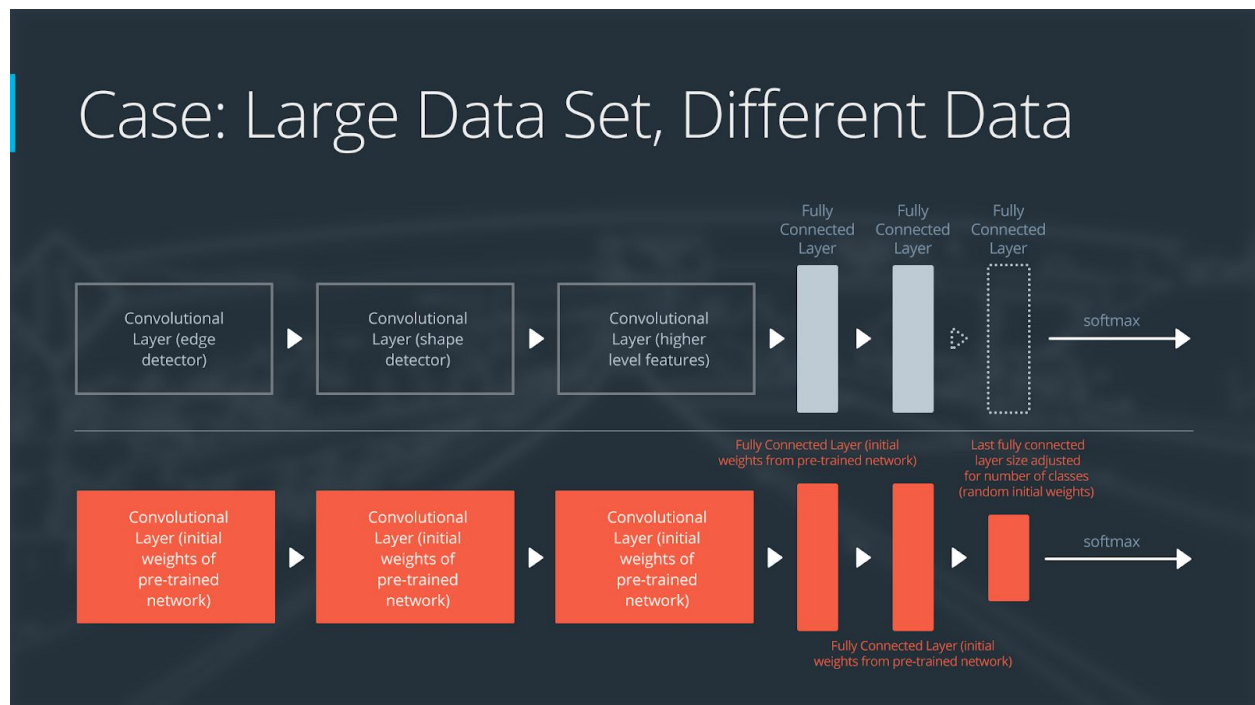 Case: Large Data Set, Different Data
Fully
Connected
Layer
Fully
Connected
Layer
Fully
Connected
Layer
Convolutional
Layer (edge
detector)
Convolutional
Layer (shape
detector)
Convolutional
Layer (higher
level features)
softmax
Fully Connected Layer (initial
weights from pre-trained network)
Last fully connected
layer size adjusted
for number of classes
(random initial weights)
Convolutional
Layer (initial
weights of
pre-trained
network)
Convolutional
Layer (initial
weights of
pre-trained
network)
Convolutional
Layer (initial
weights of
pre-trained
network)
softmax
Fully Connected Layer (initial
weights from pre-trained network)